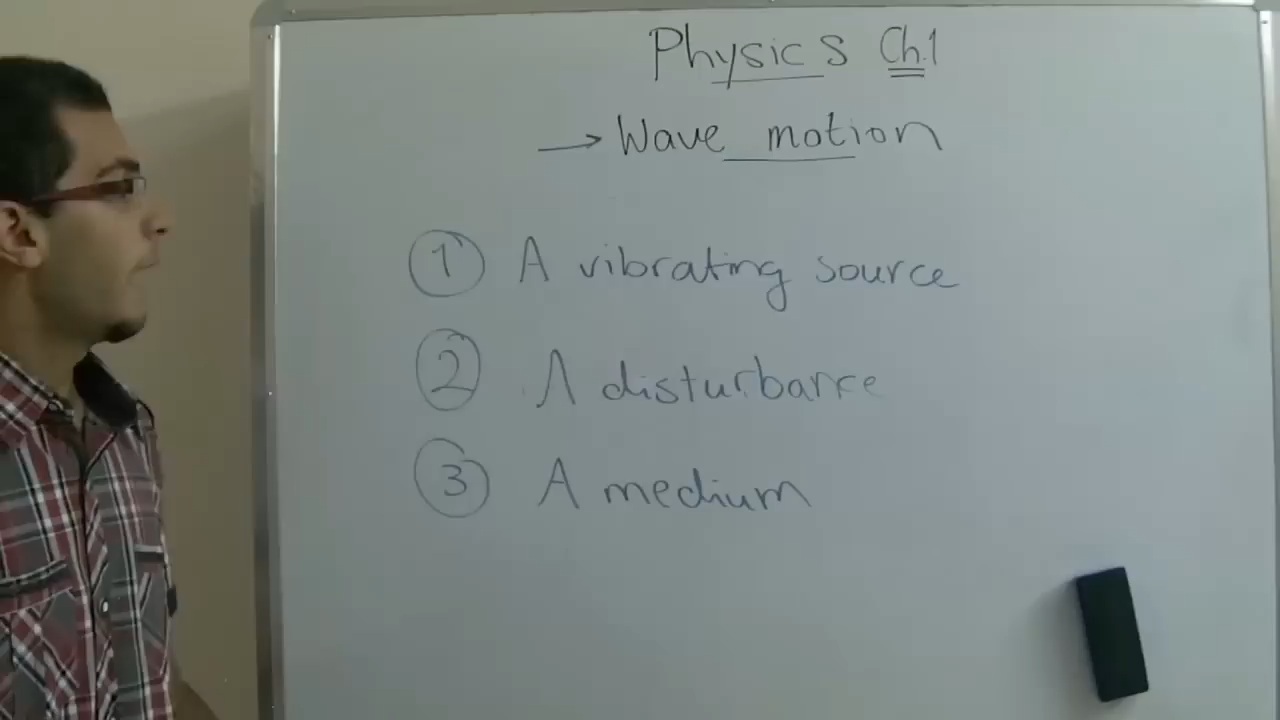 Physics Ch.1
→ Wave motion
① A vibrating source
② A disturbance
③ A medium